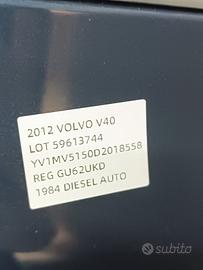 2012 VOLVO V40
LOT 59613744
YV1MV5150D2018558
REG GU62UKD
1984 DIESEL AUTO
subito